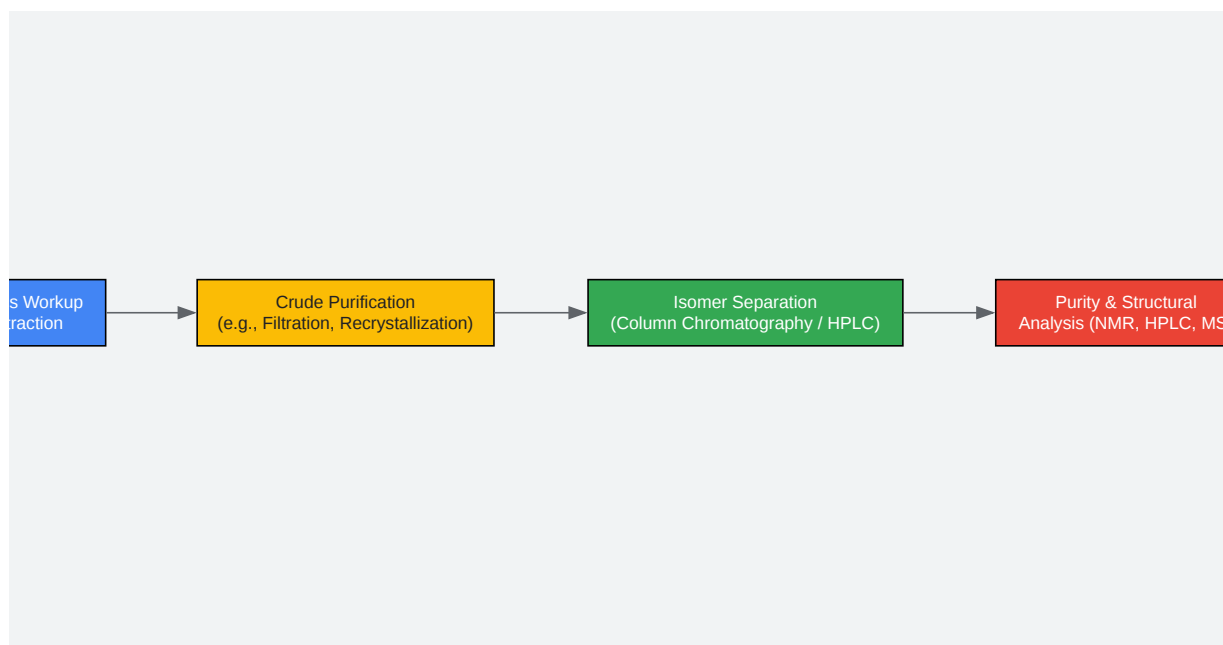 s Workup
traction
Crude Purification
(e.g., Filtration, Recrystallization)
Isomer Separation
(Column Chromatography / HPLC)
Purity & Structural
Analysis (NMR, HPLC, MS